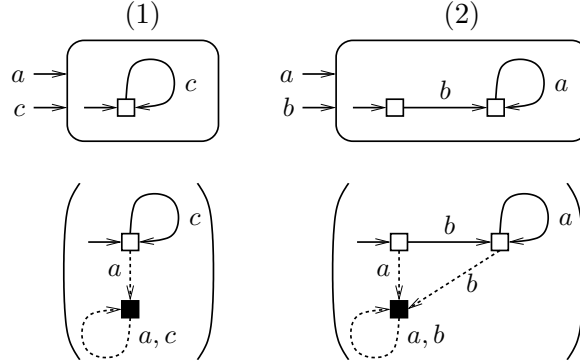 (1) (2)
a c a
c b b a
c b a
a a b
a, c a, b